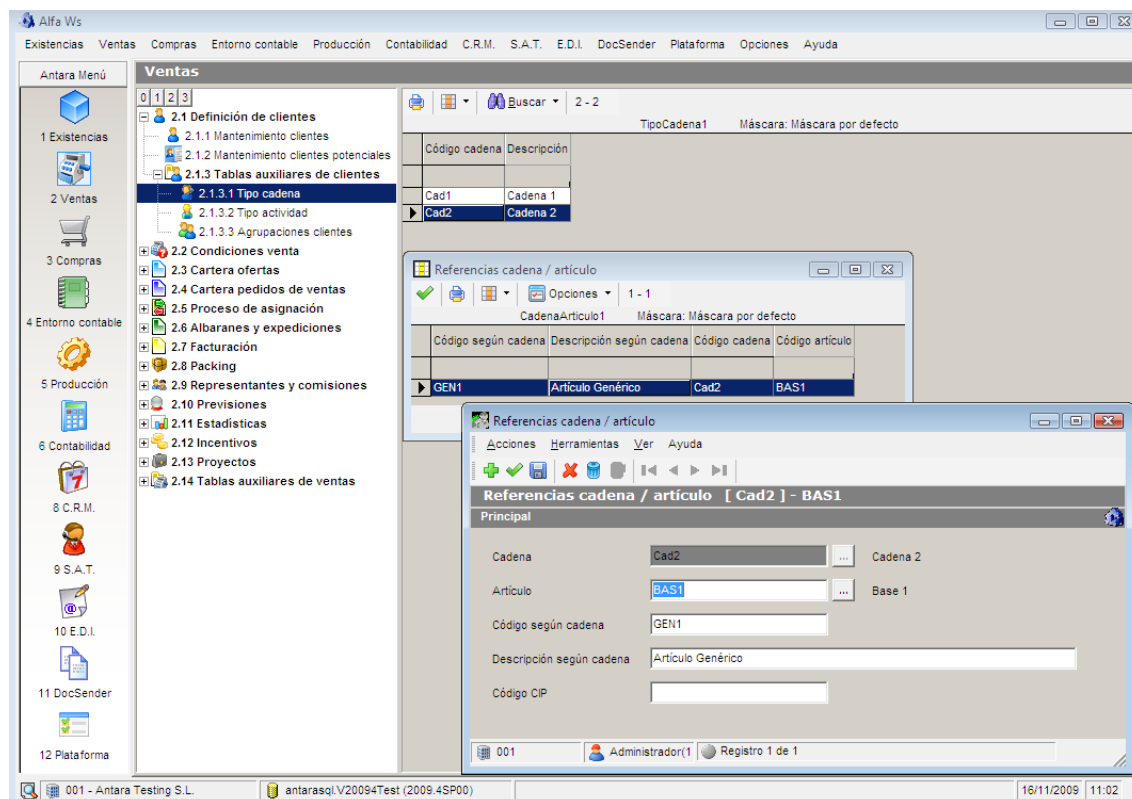 Alfa Ws
Existencias Ventas Compras Entorno contable Producción Contabilidad C.R.M. S.A.T. E.D.I. DocSender Plataforma Opciones Ayuda
Antara Menú
1 Existencias
2 Ventas
3 Compras
4 Entorno contable
5 Producción
6 Contabilidad
7
8 C.R.M.
9 S.A.T.
@
10 E.D.I.
11 DocSender
12 Plataforma
Ventas
0 1 2 3
2.1 Definición de clientes
2.1.1 Mantenimiento clientes
2.1.2 Mantenimiento clientes potenciales
2.1.3 Tablas auxiliares de clientes
2.1.3.1 Tipo cadena
2.1.3.2 Tipo actividad
2.1.3.3 Agrupaciones clientes
2.2 Condiciones venta
2.3 Cartera ofertas
2.4 Cartera pedidos de ventas
2.5 Proceso de asignación
2.6 Albaranes y expediciones
2.7 Facturación
2.8 Packing
2.9 Representantes y comisiones
2.10 Previsiones
2.11 Estadísticas
2.12 Incentivos
2.13 Proyectos
2.14 Tablas auxiliares de ventas
Buscar 2 - 2
TipoCadena1 Máscara: Máscara por defecto
Código cadena Descripción
Cad1 Cadena 1
Cad2 Cadena 2
Referencias cadena / artículo
Opciones 1 - 1
CadenaArticulo1 Máscara: Máscara por defecto
Código según cadena Descripción según cadena Código cadena Código artículo
GEN1 Artículo Genérico Cad2 BAS1
Referencias cadena / artículo
Acciones Herramientas Ver Ayuda
Referencias cadena / artículo [ Cad2 ] - BAS1
Principal
Cadena Cad2 ... Cadena 2
Artículo BAS1 ... Base 1
Código según cadena GEN1
Descripción según cadena Artículo Genérico
Código CIP
001 Administrador(1 Registro 1 de 1
001 - Antara Testing S.L. antarasql.V20094Test (2009.4SP00) 16/11/2009 11:02